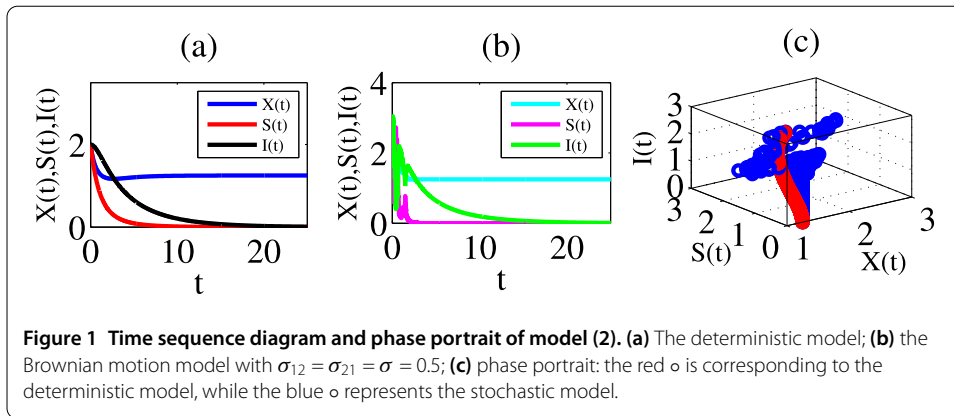 (a)
X(t),S(t),I(t)
2
0
0
10
20
t
X(t)
S(t)
I(t)
(b)
X(t),S(t),I(t)
4
2
0
0
10
20
t
X(t)
S(t)
I(t)
(c)
I(t)
3
2
1
0
3
2
1
0
S(t)
1
2
3
X(t)
Figure 1 Time sequence diagram and phase portrait of model (2). (a) The deterministic model; (b) the
Brownian motion model with σ12 = σ21 = σ = 0.5; (c) phase portrait: the red ∘ is corresponding to the
deterministic model, while the blue ∘ represents the stochastic model.